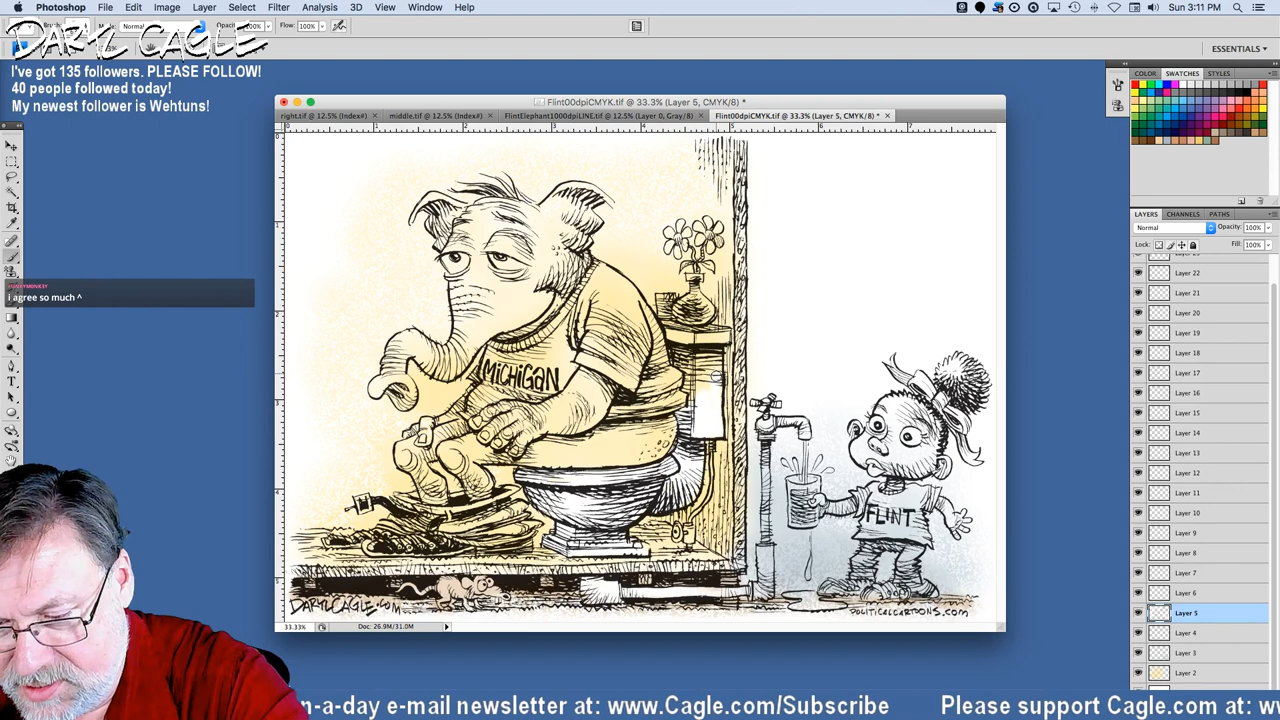 Photoshop File Edit Image Layer Select Filter Analysis 3D View Window Help
Sun 3:11 PM
Mode: Normal Opacity: 100% Flow: 100%
DARYL CAGLE
ESSENTIALS
I've got 135 followers. PLEASE FOLLOW!
40 people followed today!
My newest follower is Wehtuns!
COLOR SWATCHES STYLES
Flint00dpiCMYK.tif @ 33.3% (Layer 5, CMYK/8) *
right.tif @ 12.5% (Index#)
middle.tif @ 12.5% (Index#)
FlintElephant1000dpiLINE.tif @ 12.5% (Layer 0, Gray/8)
Flint00dpiCMYK.tif @ 33.3% (Layer 5, CMYK/8) *
LAYERS CHANNELS PATHS
Normal Opacity: 100%
Lock: Fill: 100%
Layer 22
Layer 21
Layer 20
Layer 19
Layer 18
Layer 17
Layer 16
Layer 15
Layer 14
Layer 13
Layer 12
Layer 11
Layer 10
Layer 9
Layer 8
Layer 7
Layer 6
Layer 5
Layer 4
Layer 3
Layer 2
i agree so much ^
MiCHiGAN
FLiNT
DARYLCAGLE.COM
POLITICALCARTOONS.COM
33.33% Doc: 26.9M/31.0M
n-a-day e-mail newsletter at: www.Cagle.com/Subscribe Please support Cagle.com at: ww